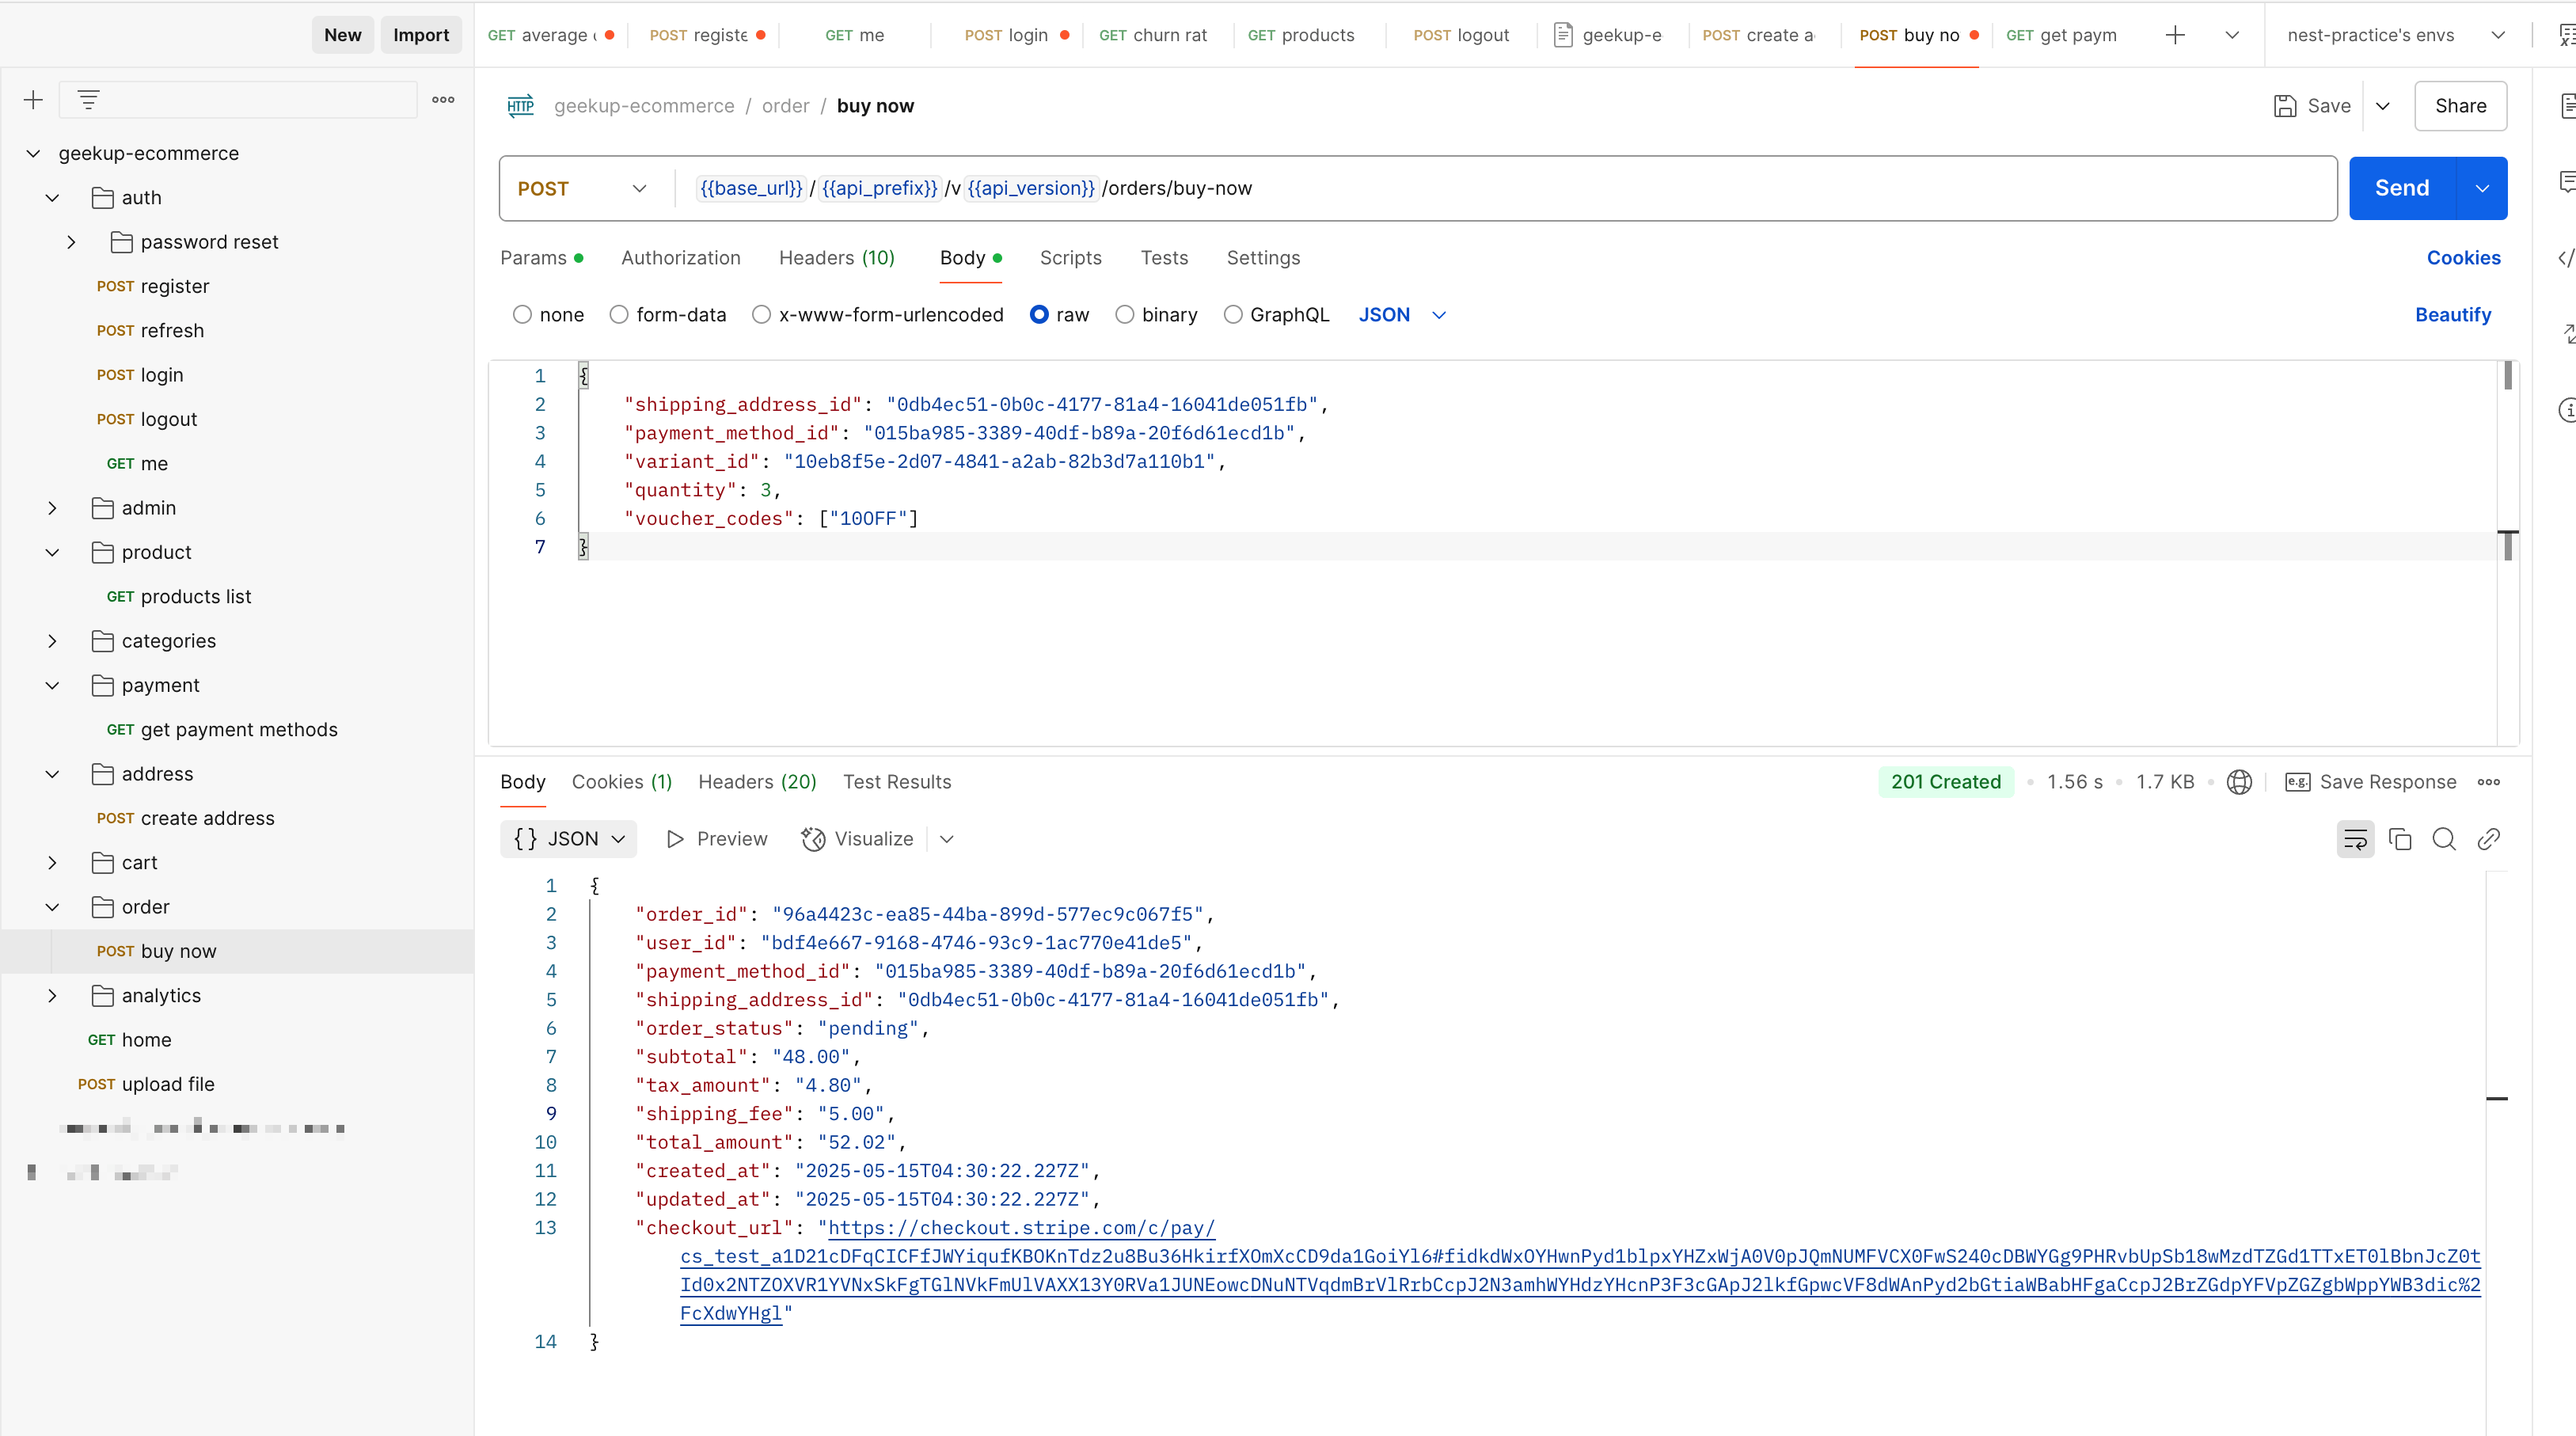 New Import
GET average POST registe GET me POST login GET churn rat GET products POST logout geekup-e POST create a POST buy no GET get paym nest-practice's envs
geekup-ecommerce
auth
password reset
POST register
POST refresh
POST login
POST logout
GET me
admin
product
GET products list
categories
payment
GET get payment methods
address
POST create address
cart
order
POST buy now
analytics
GET home
POST upload file
HTTP geekup-ecommerce / order / buy now Save Share
POST {{base_url}}/{{api_prefix}}/v{{api_version}}/orders/buy-now Send
Params Authorization Headers (10) Body Scripts Tests Settings Cookies
none form-data x-www-form-urlencoded raw binary GraphQL JSON Beautify
1 {
2 "shipping_address_id": "0db4ec51-0b0c-4177-81a4-16041de051fb",
3 "payment_method_id": "015ba985-3389-40df-b89a-20f6d61ecd1b",
4 "variant_id": "10eb8f5e-2d07-4841-a2ab-82b3d7a110b1",
5 "quantity": 3,
6 "voucher_codes": ["10OFF"]
7 }
Body Cookies (1) Headers (20) Test Results 201 Created 1.56 s 1.7 KB e.g. Save Response
{} JSON Preview Visualize
1 {
2 "order_id": "96a4423c-ea85-44ba-899d-577ec9c067f5",
3 "user_id": "bdf4e667-9168-4746-93c9-1ac770e41de5",
4 "payment_method_id": "015ba985-3389-40df-b89a-20f6d61ecd1b",
5 "shipping_address_id": "0db4ec51-0b0c-4177-81a4-16041de051fb",
6 "order_status": "pending",
7 "subtotal": "48.00",
8 "tax_amount": "4.80",
9 "shipping_fee": "5.00",
10 "total_amount": "52.02",
11 "created_at": "2025-05-15T04:30:22.227Z",
12 "updated_at": "2025-05-15T04:30:22.227Z",
13 "checkout_url": "https://checkout.stripe.com/c/pay/
cs_test_a1D21cDFqCICFfJWYiqufKBOKnTdz2u8Bu36HkirfXOmXcCD9da1GoiYl6#fidkdWxOYHwnPyd1blpxYHZxWjA0V0pJQmNUMFVCX0FwS240cDBWYGg9PHRvbUpSb18wMzdTZGd1TTxET0lBbnJcZ0t
Id0x2NTZOXVR1YVNxSkFgTGlNVkFmUlVAXX13Y0RVa1JUNEowcDNuNTVqdmBrVlRrbCcpJ2N3amhWYHdzYHcnP3F3cGApJ2lkfGpwcVF8dWAnPyd2bGtiaWBabHFgaCcpJ2BrZGdpYFVpZGZgbWppYWB3dic%2
FcXdwYHgl"
14 }